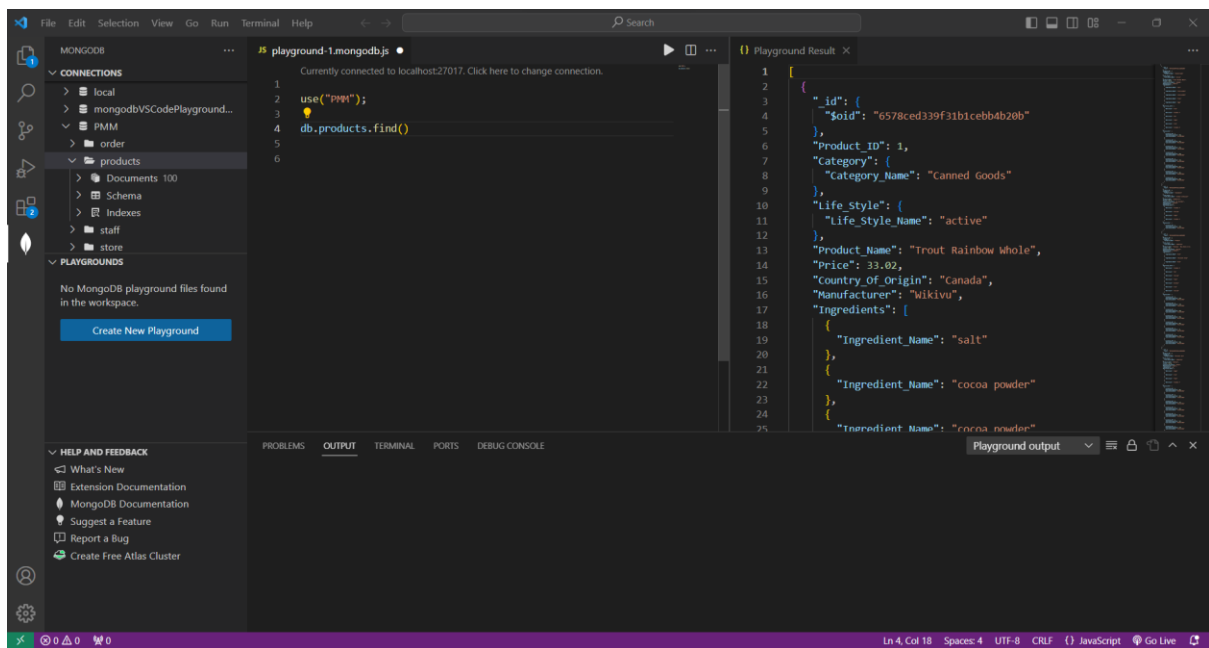 File Edit Selection View Go Run Terminal Help
Search
MONGODB
CONNECTIONS
local
mongodbVSCodePlayground...
PMM
order
products
Documents 100
Schema
Indexes
staff
store
PLAYGROUNDS
No MongoDB playground files found
in the workspace.
Create New Playground
HELP AND FEEDBACK
What's New
Extension Documentation
MongoDB Documentation
Suggest a Feature
Report a Bug
Create Free Atlas Cluster
1
2
JS playground-1.mongodb.js
Currently connected to localhost:27017. Click here to change connection.
1
2 use("PMM");
3
4 db.products.find()
5
6
{} Playground Result
1 [
2 {
3 "_id": {
4 "$oid": "6578ced339f31b1cebb4b20b"
5 },
6 "Product_ID": 1,
7 "Category": {
8 "Category_Name": "Canned Goods"
9 },
10 "Life_Style": {
11 "Life_Style_Name": "active"
12 },
13 "Product_Name": "Trout Rainbow Whole",
14 "Price": 33.02,
15 "Country_Of_Origin": "Canada",
16 "Manufacturer": "Wikivu",
17 "Ingredients": [
18 {
19 "Ingredient_Name": "salt"
20 },
21 {
22 "Ingredient_Name": "cocoa powder"
23 },
24 {
25 "Ingredient_Name": "cocoa powder"
PROBLEMS OUTPUT TERMINAL PORTS DEBUG CONSOLE
Playground output
0 0 0
Ln 4, Col 18 Spaces: 4 UTF-8 CRLF {} JavaScript Go Live